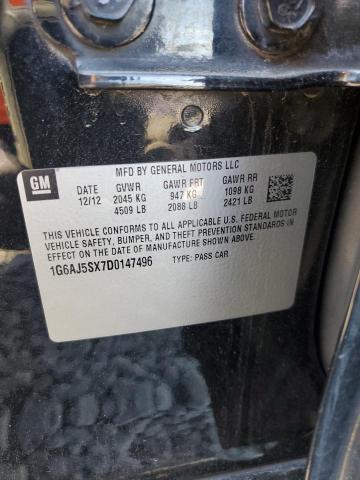 MFD BY GENERAL MOTORS LLC
GM DATE GVWR GAWR FRT GAWR RR
12/12 2045 KG 947 KG 1098 KG
4509 LB 2088 LB 2421 LB
THIS VEHICLE CONFORMS TO ALL APPLICABLE U.S. FEDERAL MOTOR
VEHICLE SAFETY, BUMPER, AND THEFT PREVENTION STANDARDS IN
EFFECT ON THE DATE OF MANUFACTURE SHOWN ABOVE.
1G6AJ5SX7D0147496 TYPE: PASS CAR